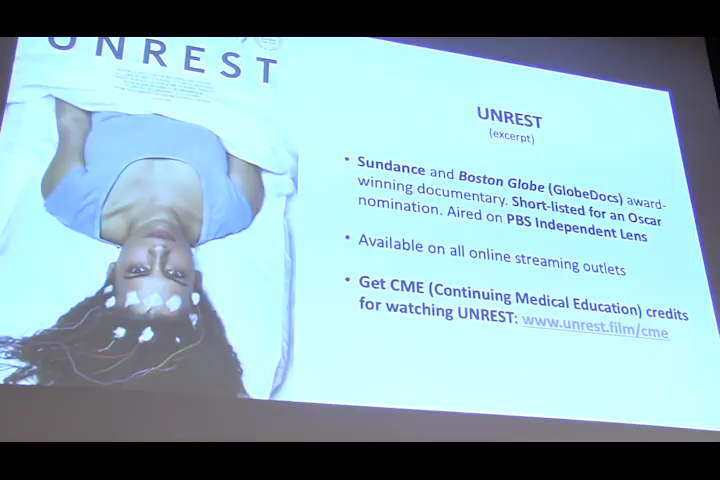 UNREST
UNREST
(excerpt)
• Sundance and Boston Globe (GlobeDocs) award-
winning documentary. Short-listed for an Oscar
nomination. Aired on PBS Independent Lens
• Available on all online streaming outlets
• Get CME (Continuing Medical Education) credits
for watching UNREST: www.unrest.film/cme